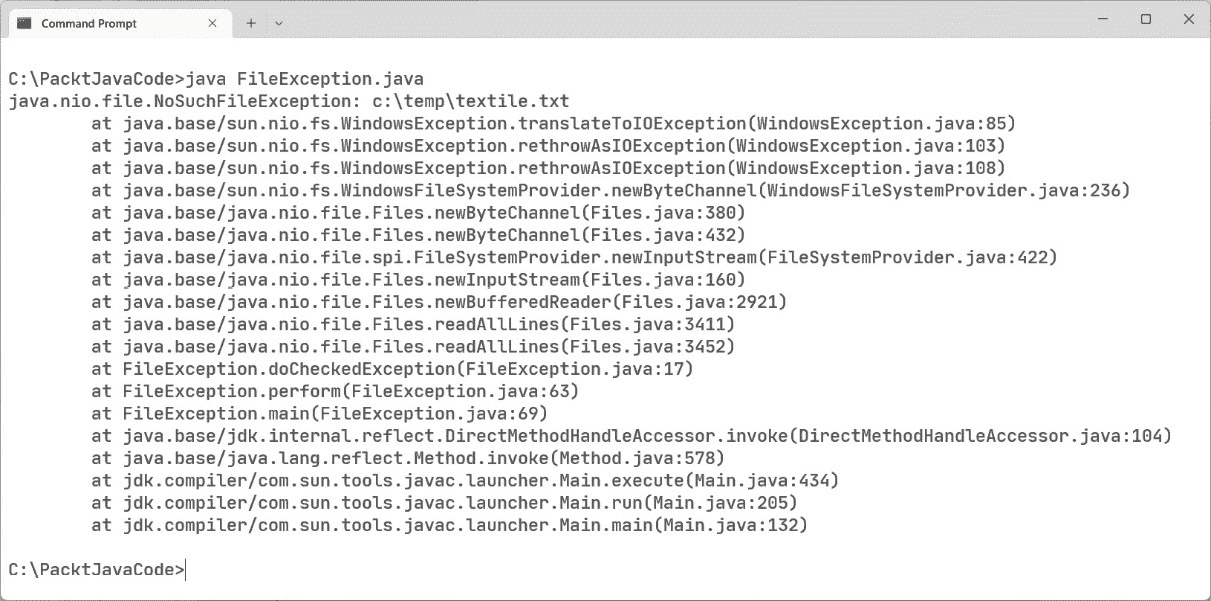 Command Prompt
C:\PacktJavaCode>java FileException.java
java.nio.file.NoSuchFileException: c:\temp\textile.txt
at java.base/sun.nio.fs.WindowsException.translateToIOException(WindowsException.java:85)
at java.base/sun.nio.fs.WindowsException.rethrowAsIOException(WindowsException.java:103)
at java.base/sun.nio.fs.WindowsException.rethrowAsIOException(WindowsException.java:108)
at java.base/sun.nio.fs.WindowsFileSystemProvider.newByteChannel(WindowsFileSystemProvider.java:236)
at java.base/java.nio.file.Files.newByteChannel(Files.java:380)
at java.base/java.nio.file.Files.newByteChannel(Files.java:432)
at java.base/java.nio.file.spi.FileSystemProvider.newInputStream(FileSystemProvider.java:422)
at java.base/java.nio.file.Files.newInputStream(Files.java:160)
at java.base/java.nio.file.Files.newBufferedReader(Files.java:2921)
at java.base/java.nio.file.Files.readAllLines(Files.java:3411)
at java.base/java.nio.file.Files.readAllLines(Files.java:3452)
at FileException.doCheckedException(FileException.java:17)
at FileException.perform(FileException.java:63)
at FileException.main(FileException.java:69)
at java.base/jdk.internal.reflect.DirectMethodHandleAccessor.invoke(DirectMethodHandleAccessor.java:104)
at java.base/java.lang.reflect.Method.invoke(Method.java:578)
at jdk.compiler/com.sun.tools.javac.launcher.Main.execute(Main.java:434)
at jdk.compiler/com.sun.tools.javac.launcher.Main.run(Main.java:205)
at jdk.compiler/com.sun.tools.javac.launcher.Main.main(Main.java:132)
C:\PacktJavaCode>